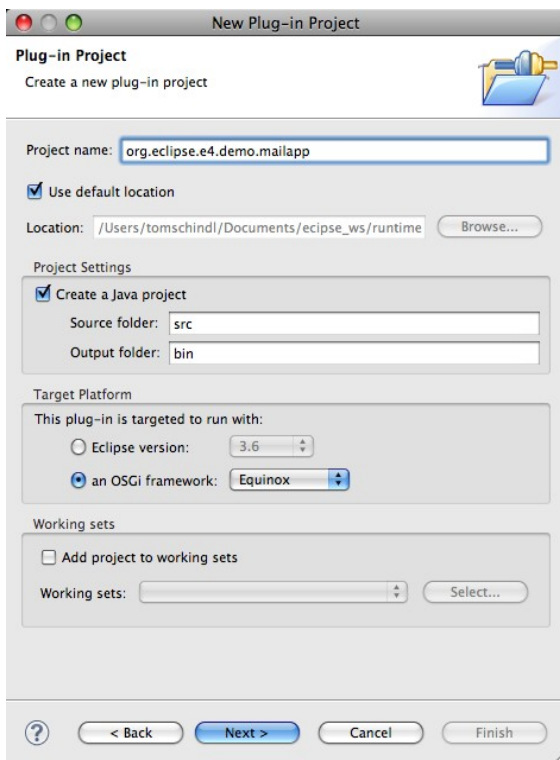 New Plug-in Project
Plug-in Project
Create a new plug-in project
Project name: org.eclipse.e4.demo.mailapp
Use default location
Location: /Users/tomschindl/Documents/ecipse_ws/runtime Browse...
Project Settings
Create a Java project
Source folder: src
Output folder: bin
Target Platform
This plug-in is targeted to run with:
Eclipse version: 3.6
an OSGi framework: Equinox
Working sets
Add project to working sets
Working sets: Select...
? < Back Next > Cancel Finish